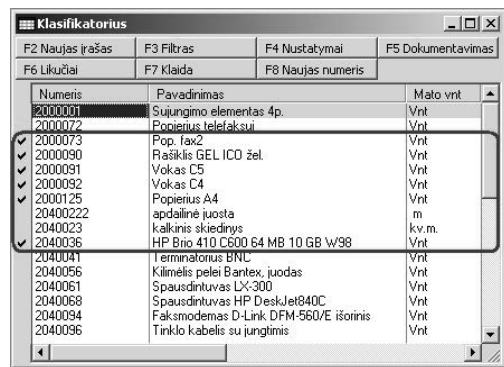 Klasifikatorius
F2 Naujas įrašas F3 Filtras F4 Nustatymai F5 Dokumentavimas
F6 Likučiai F7 Klaida F8 Naujas numeris
Numeris Pavadinimas Mato vnt
2000001 Sujungimo elementas 4p. Vnt
2000072 Popierius telefaksui Vnt
2000073 Pop. fax2 Vnt
2000090 Rašiklis GEL ICO žel. Vnt
2000091 Vokas C5 Vnt
2000092 Vokas C4 Vnt
2000125 Popierius A4 Vnt
20400222 apdailinė juosta m
2040023 kalkinis skiedinys kv.m.
2040036 HP Brio 410 C600 64 MB 10 GB W98 Vnt
2040041 Terminatorius BNC Vnt
2040056 Kilimėlis pelei Bantex, juodas Vnt
2040061 Spausdintuvas LX-300 Vnt
2040068 Spausdintuvas HP DeskJet840C Vnt
2040094 Faksmodemas D-Link DFM-560/E išorinis Vnt
2040096 Tinklo kabelis su jungtimis Vnt